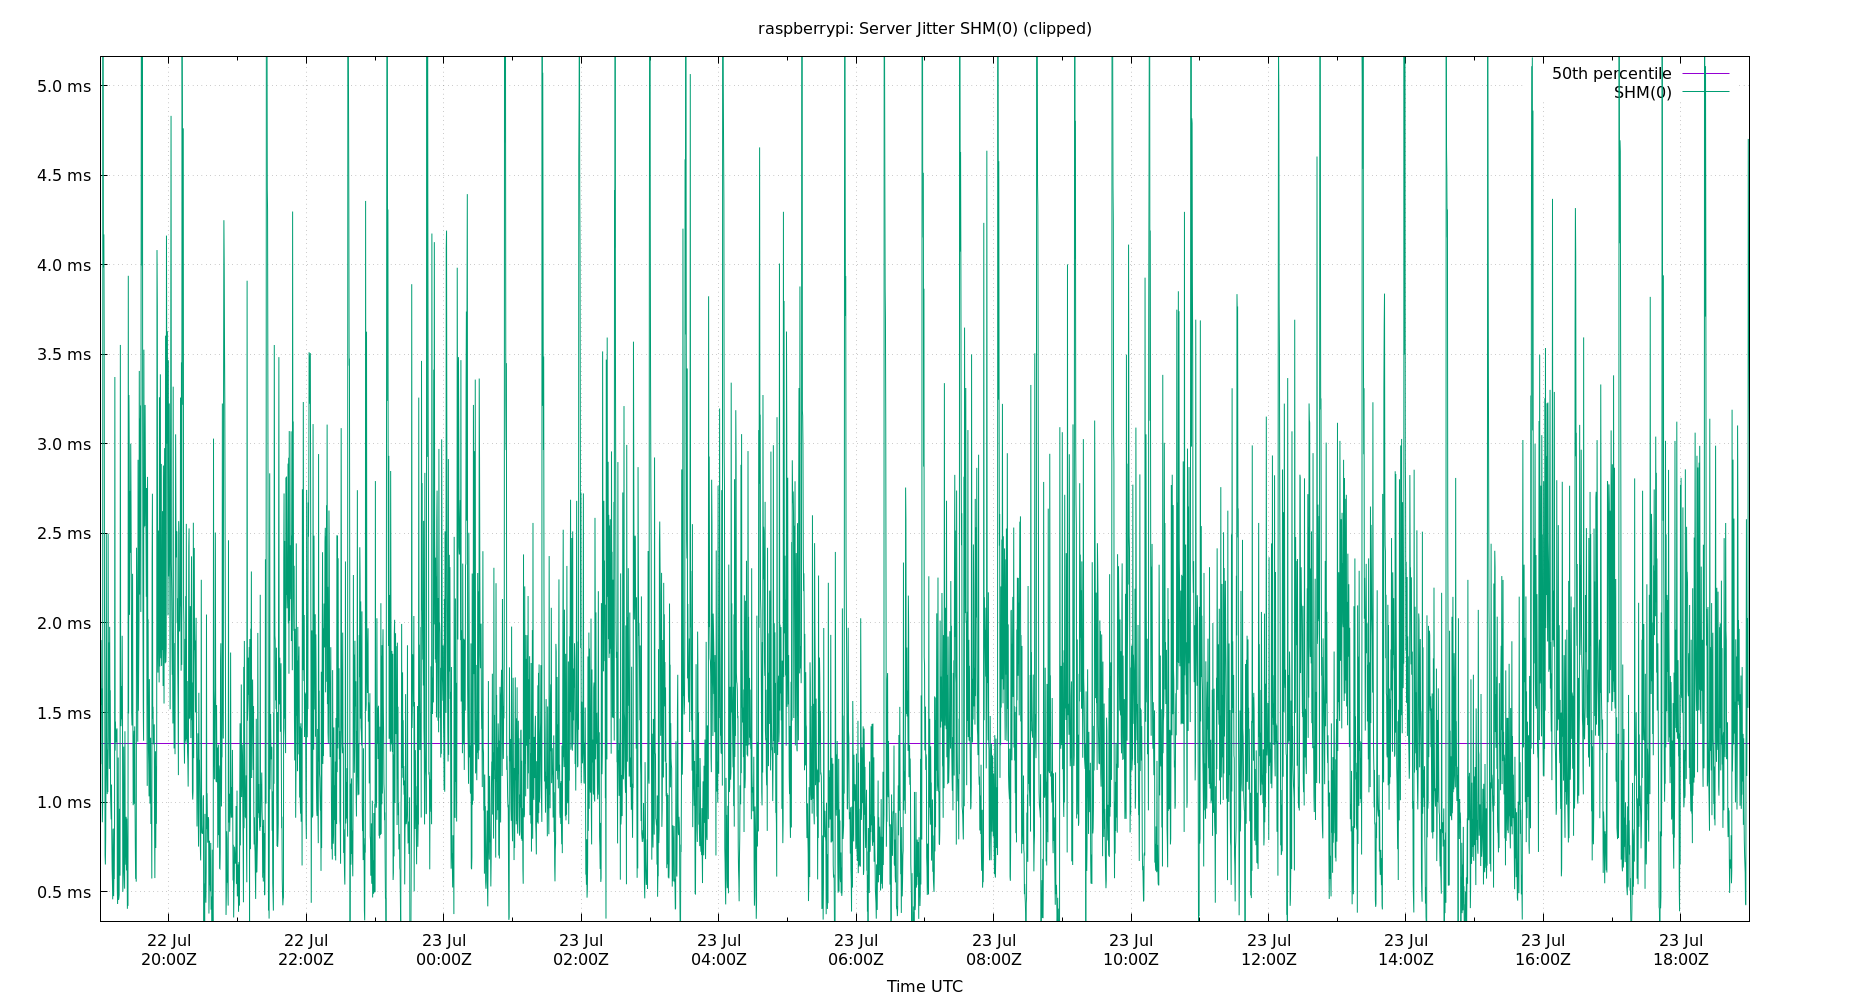 raspberrypi: Server Jitter SHM(0) (clipped)
50th percentile
SHM(0)
5.0 ms
4.5 ms
4.0 ms
3.5 ms
3.0 ms
2.5 ms
2.0 ms
1.5 ms
1.0 ms
0.5 ms
22 Jul 22 Jul 23 Jul 23 Jul 23 Jul 23 Jul 23 Jul 23 Jul 23 Jul 23 Jul 23 Jul 23 Jul
20:00Z 22:00Z 00:00Z 02:00Z 04:00Z 06:00Z 08:00Z 10:00Z 12:00Z 14:00Z 16:00Z 18:00Z
Time UTC